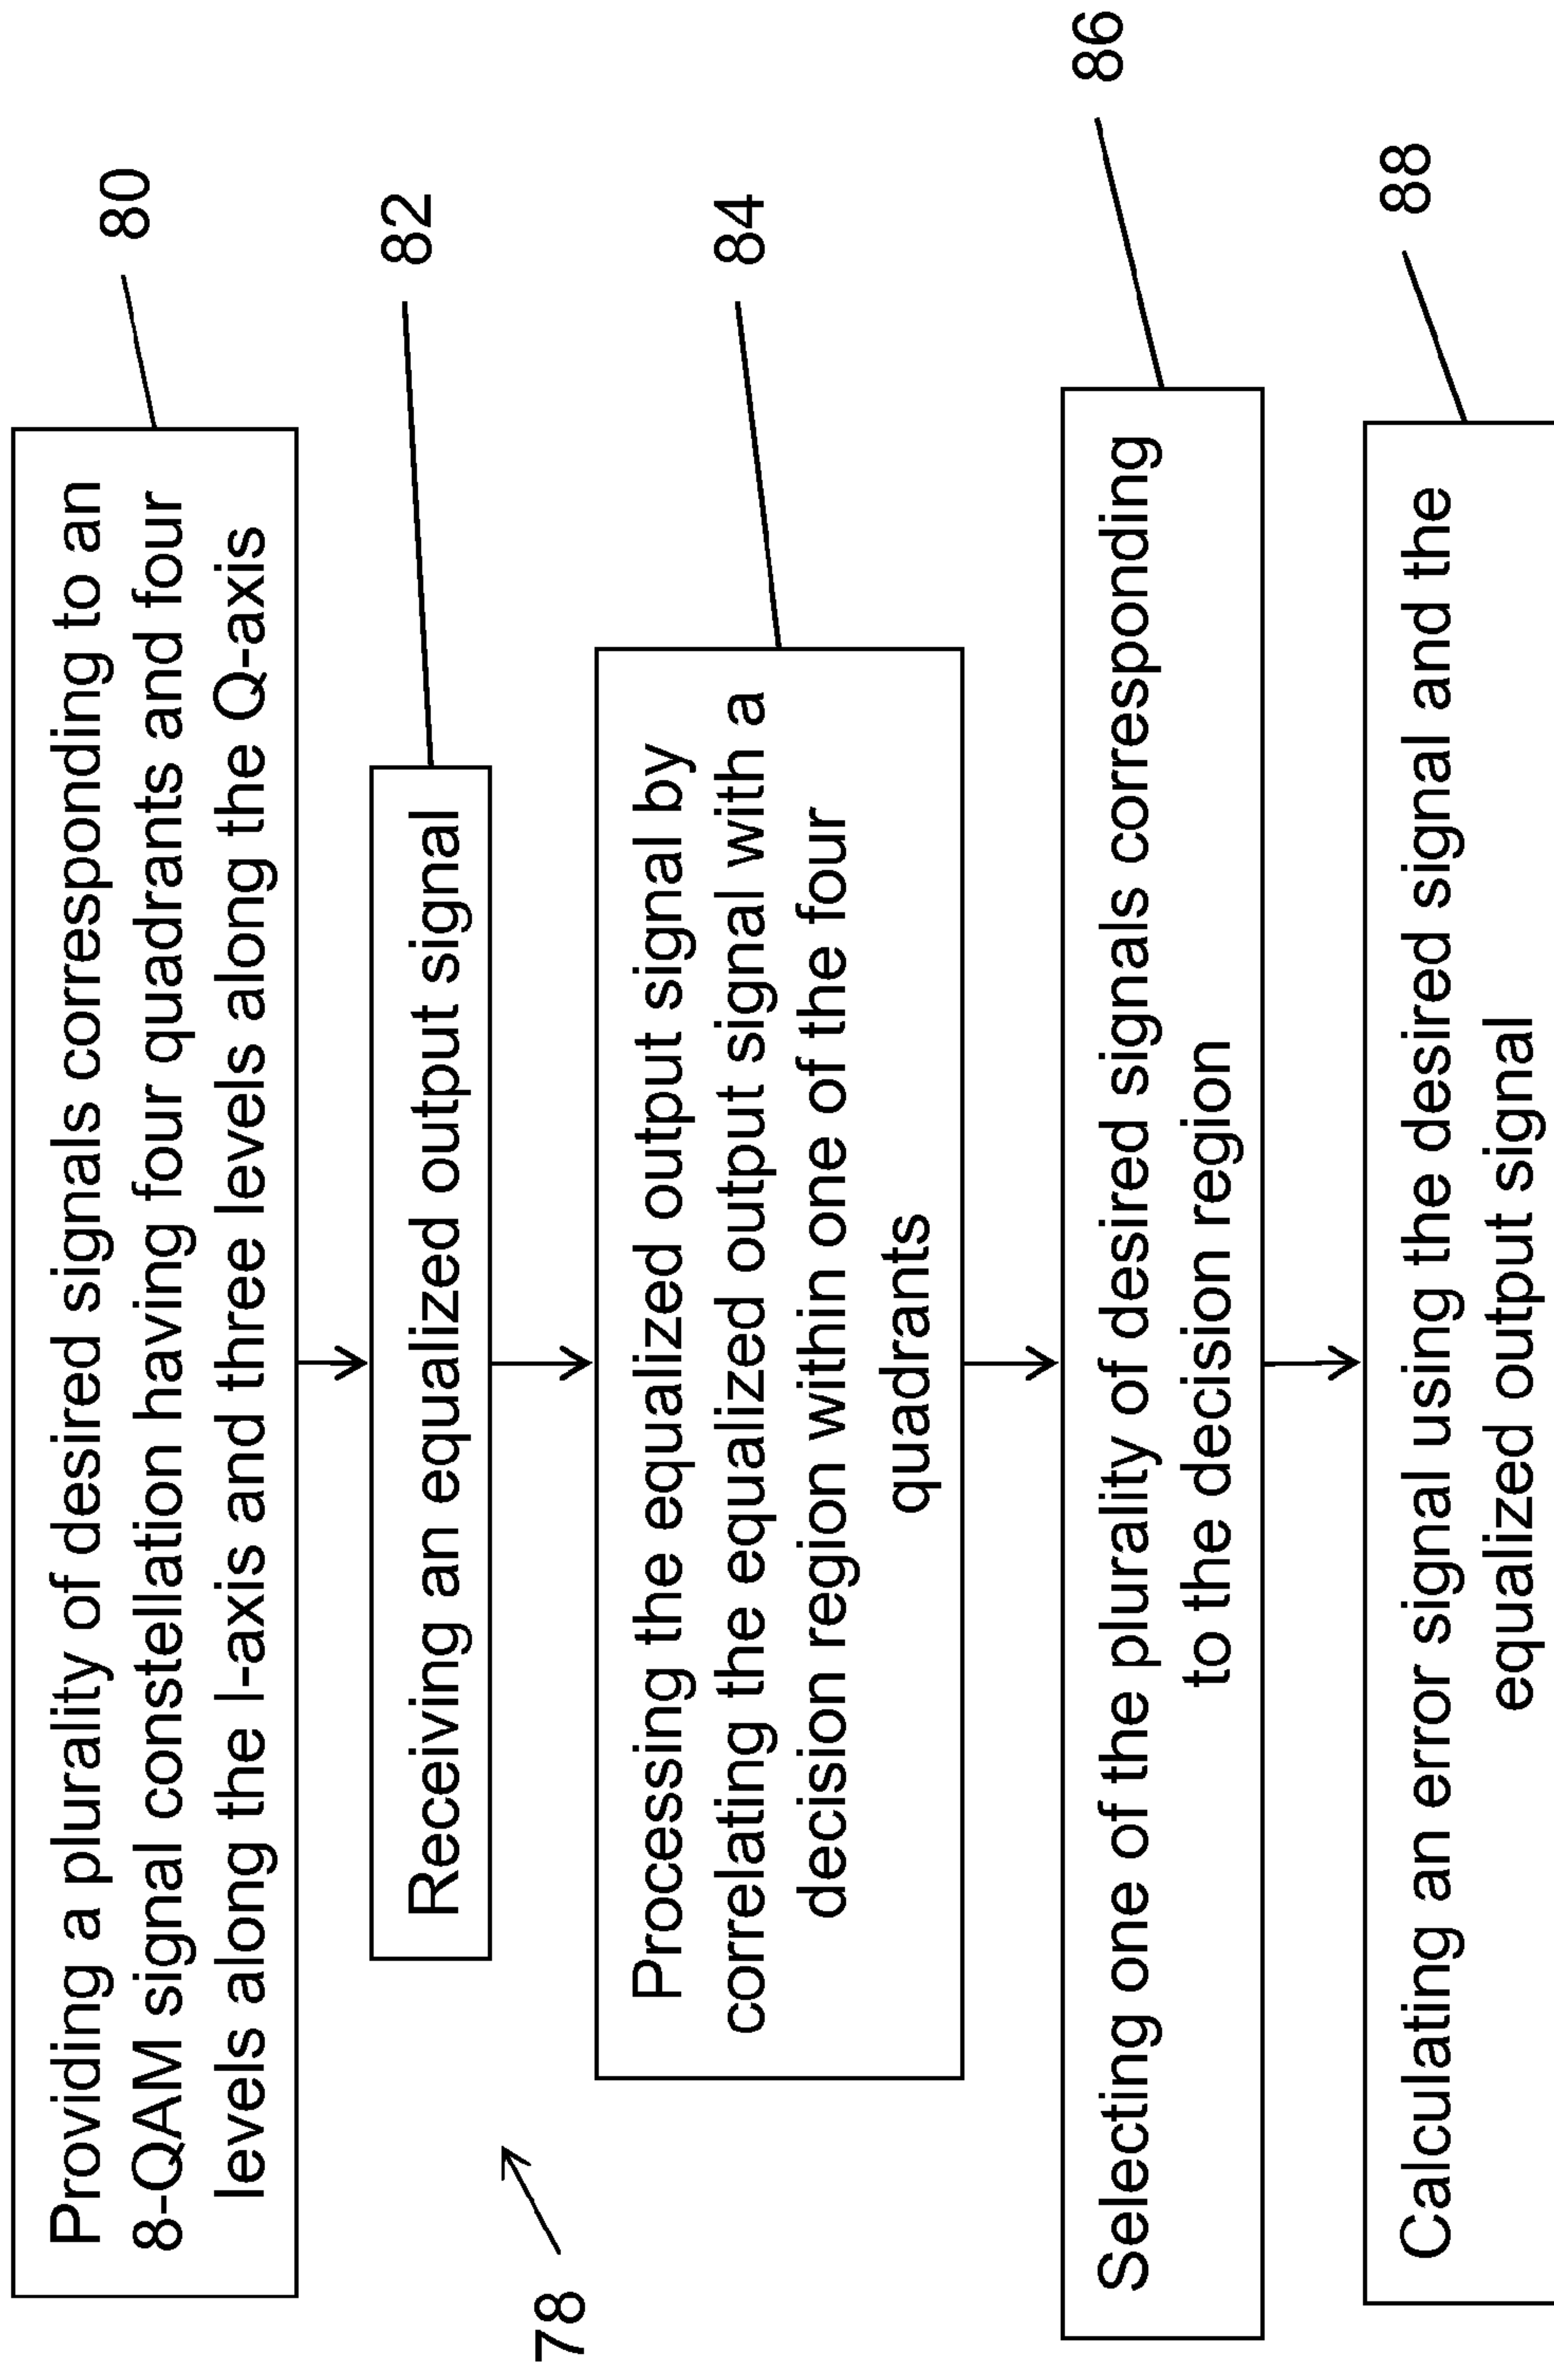 Providing a plurality of desired signals corresponding to an
8-QAM signal constellation having four quadrants and four
levels along the I-axis and three levels along the Q-axis
80
Receiving an equalized output signal
82
Processing the equalized output signal by
correlating the equalized output signal with a
decision region within one of the four
quadrants
84
78
Selecting one of the plurality of desired signals corresponding
to the decision region
86
Calculating an error signal using the desired signal and the
equalized output signal
88